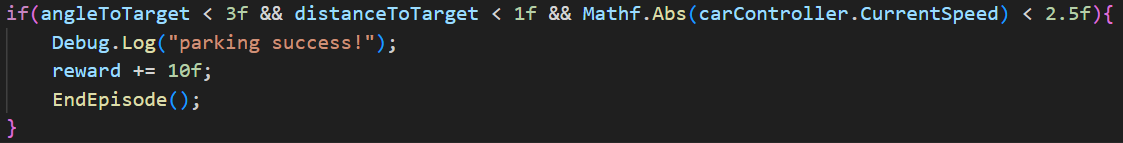 if(angleToTarget < 3f && distanceToTarget < 1f && Mathf.Abs(carController.CurrentSpeed) < 2.5f){
    Debug.Log("parking success!");
    reward += 10f;
    EndEpisode();
}